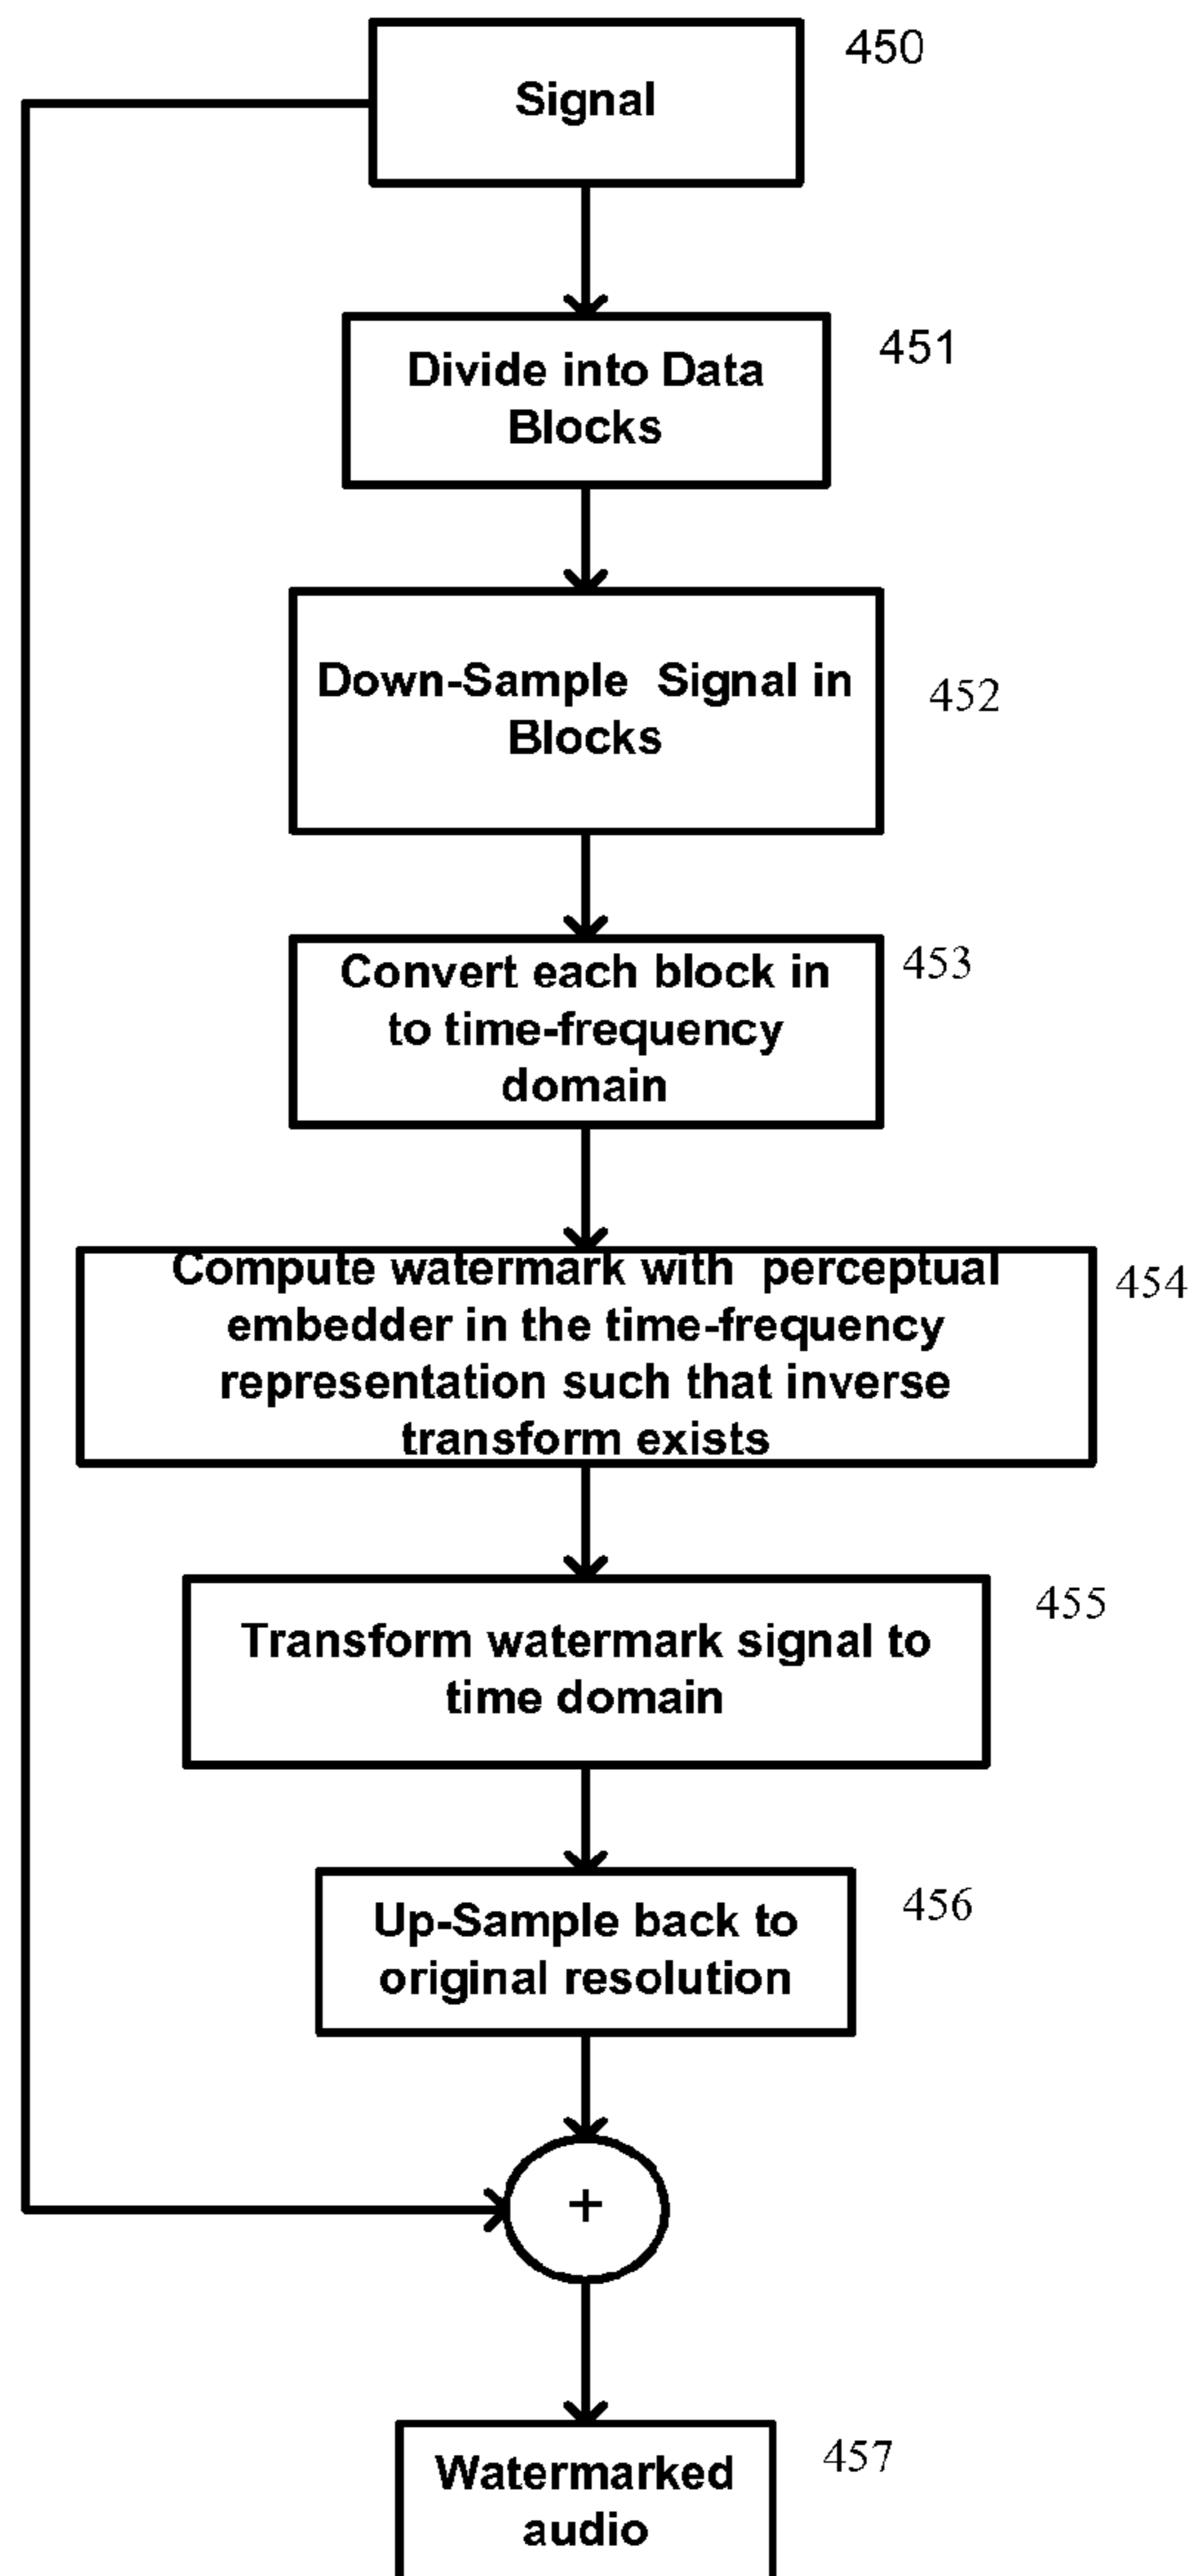 Signal
450
Divide into Data
Blocks
451
Down-Sample Signal in
Blocks
452
Convert each block in
to time-frequency
domain
453
Compute watermark with perceptual
embedder in the time-frequency
representation such that inverse
transform exists
454
Transform watermark signal to
time domain
455
Up-Sample back to
original resolution
456
+
Watermarked
audio
457